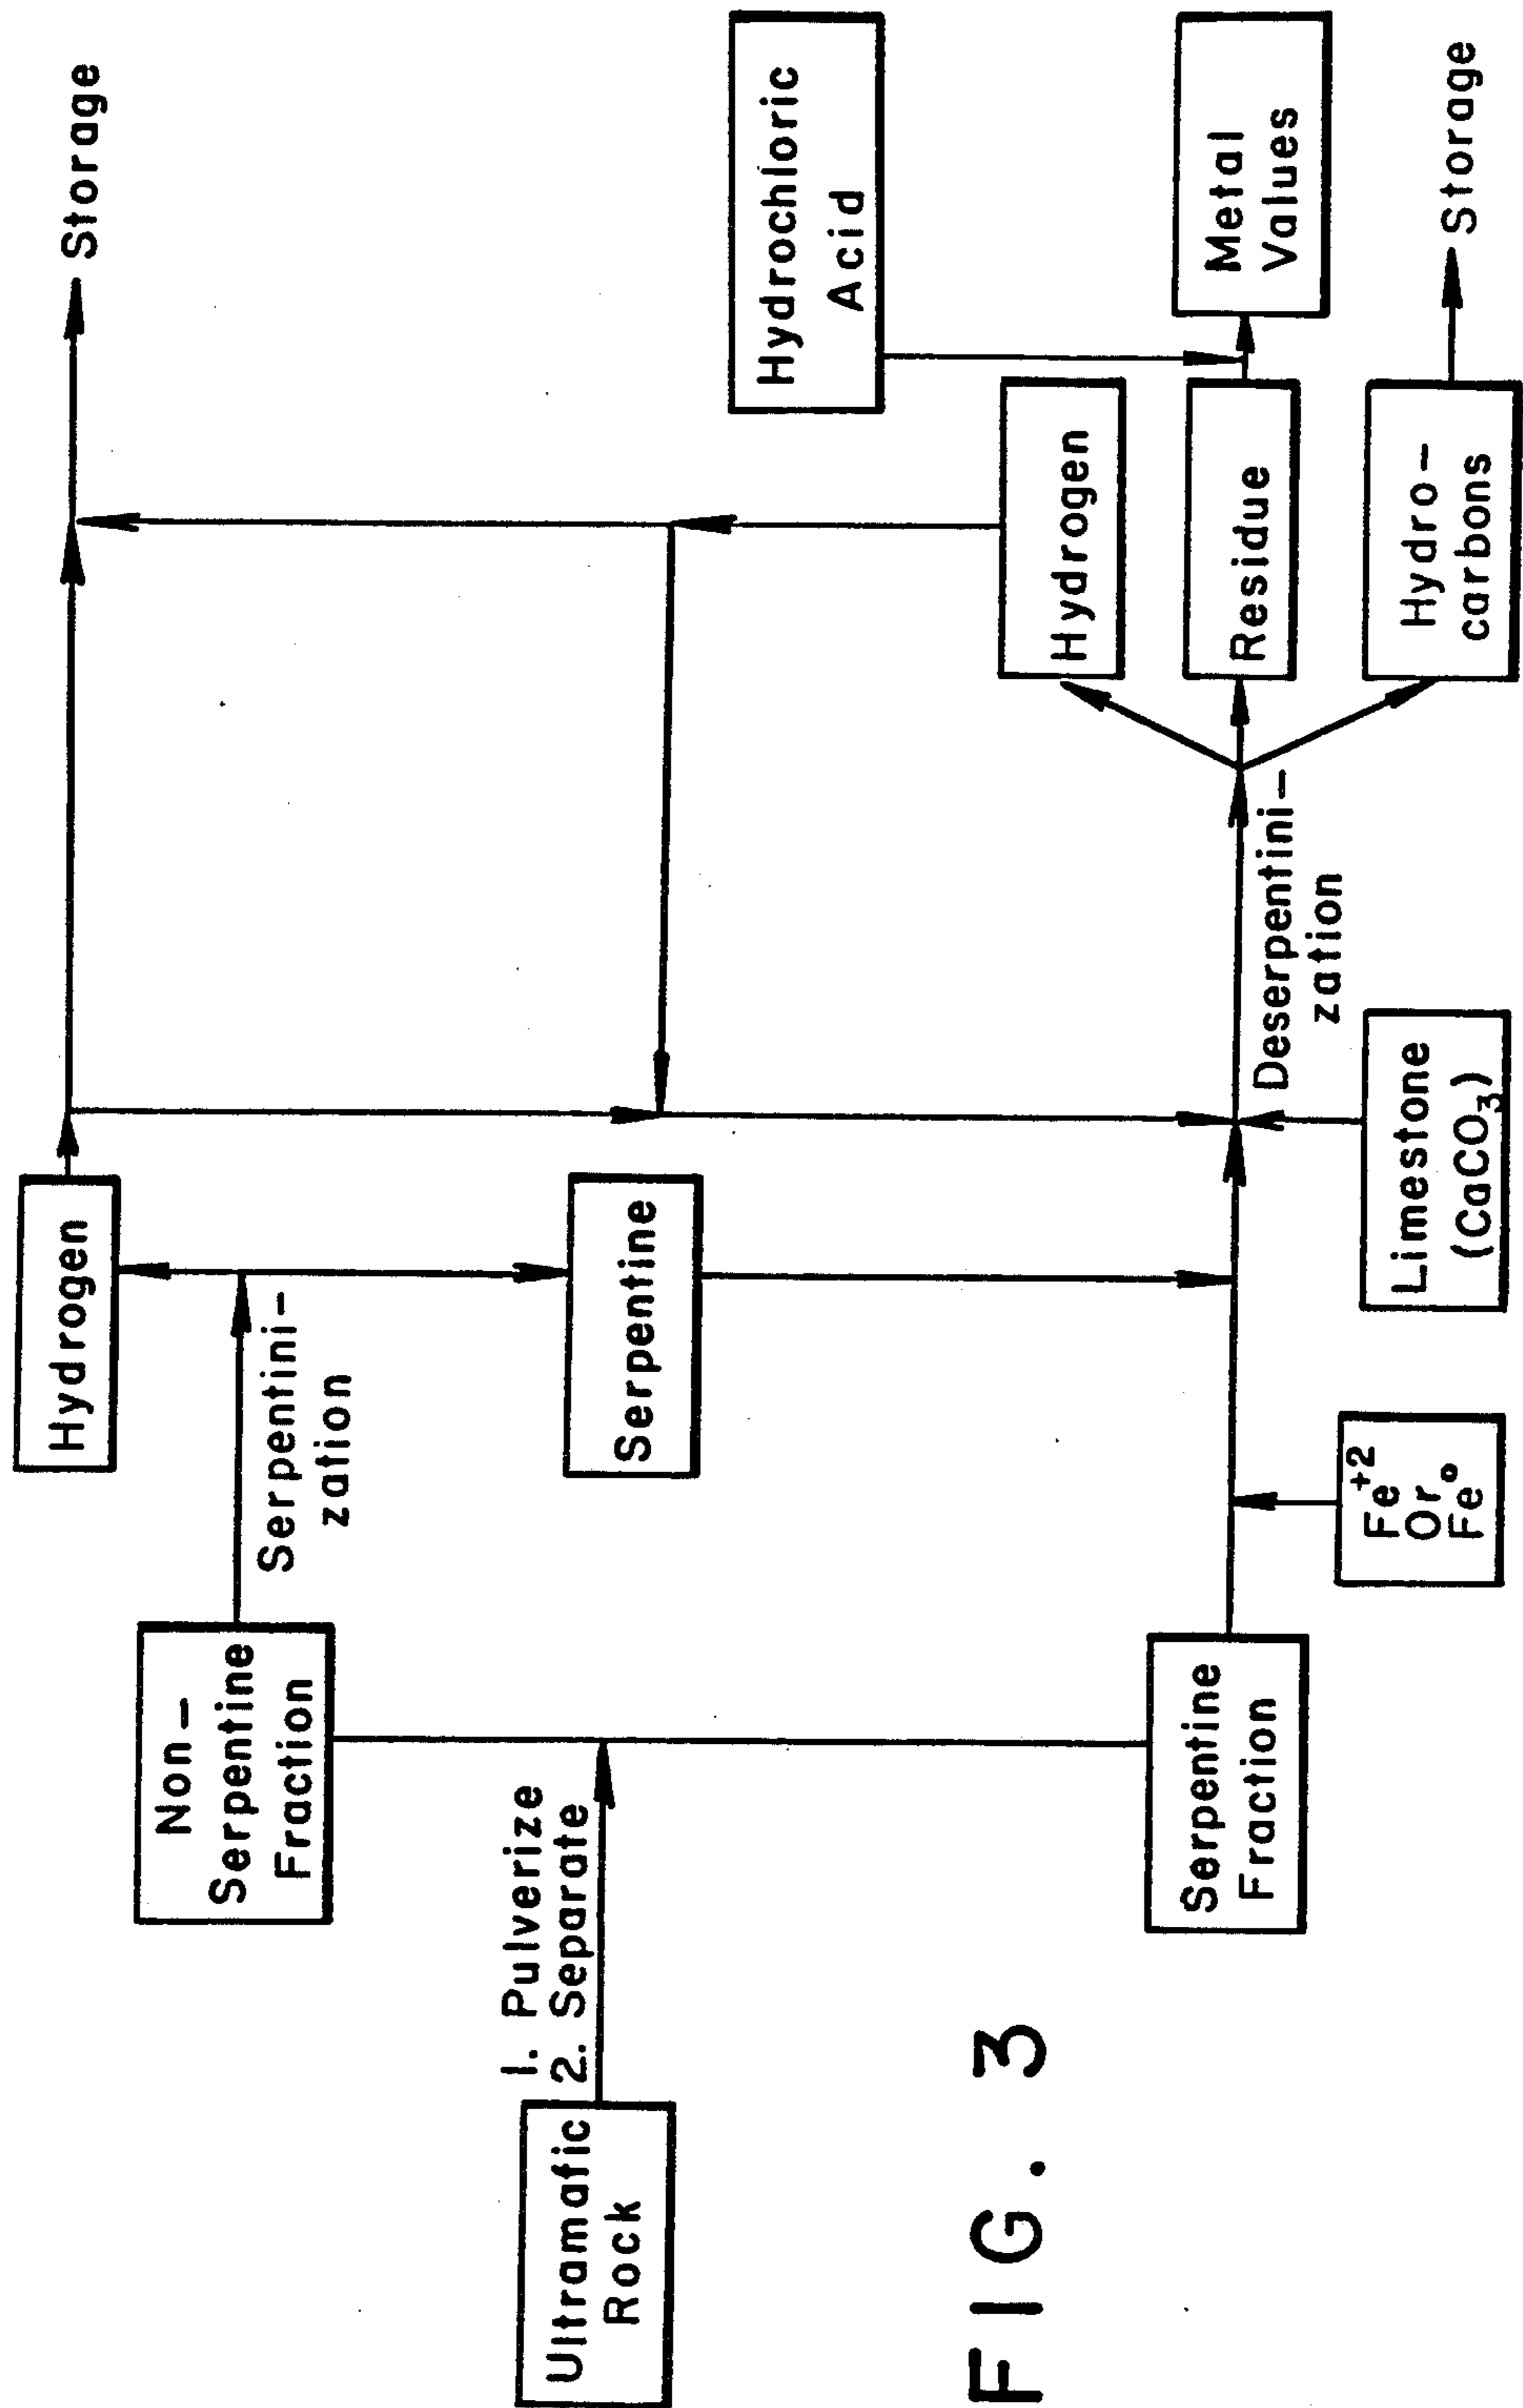 Ultramafic
Rock
1. Pulverize
2. Separate
Non–
Serpentine
Fraction
Serpentine
Fraction
Serpentini–
zation
Hydrogen
Serpentine
Fe+2
Or
Fe°
Limestone
(CaCO₃)
Deserpentini–
zation
Hydrogen
Residue
Hydro–
carbons
Hydrochloric
Acid
Metal
Values
Storage
Storage
FIG. 3